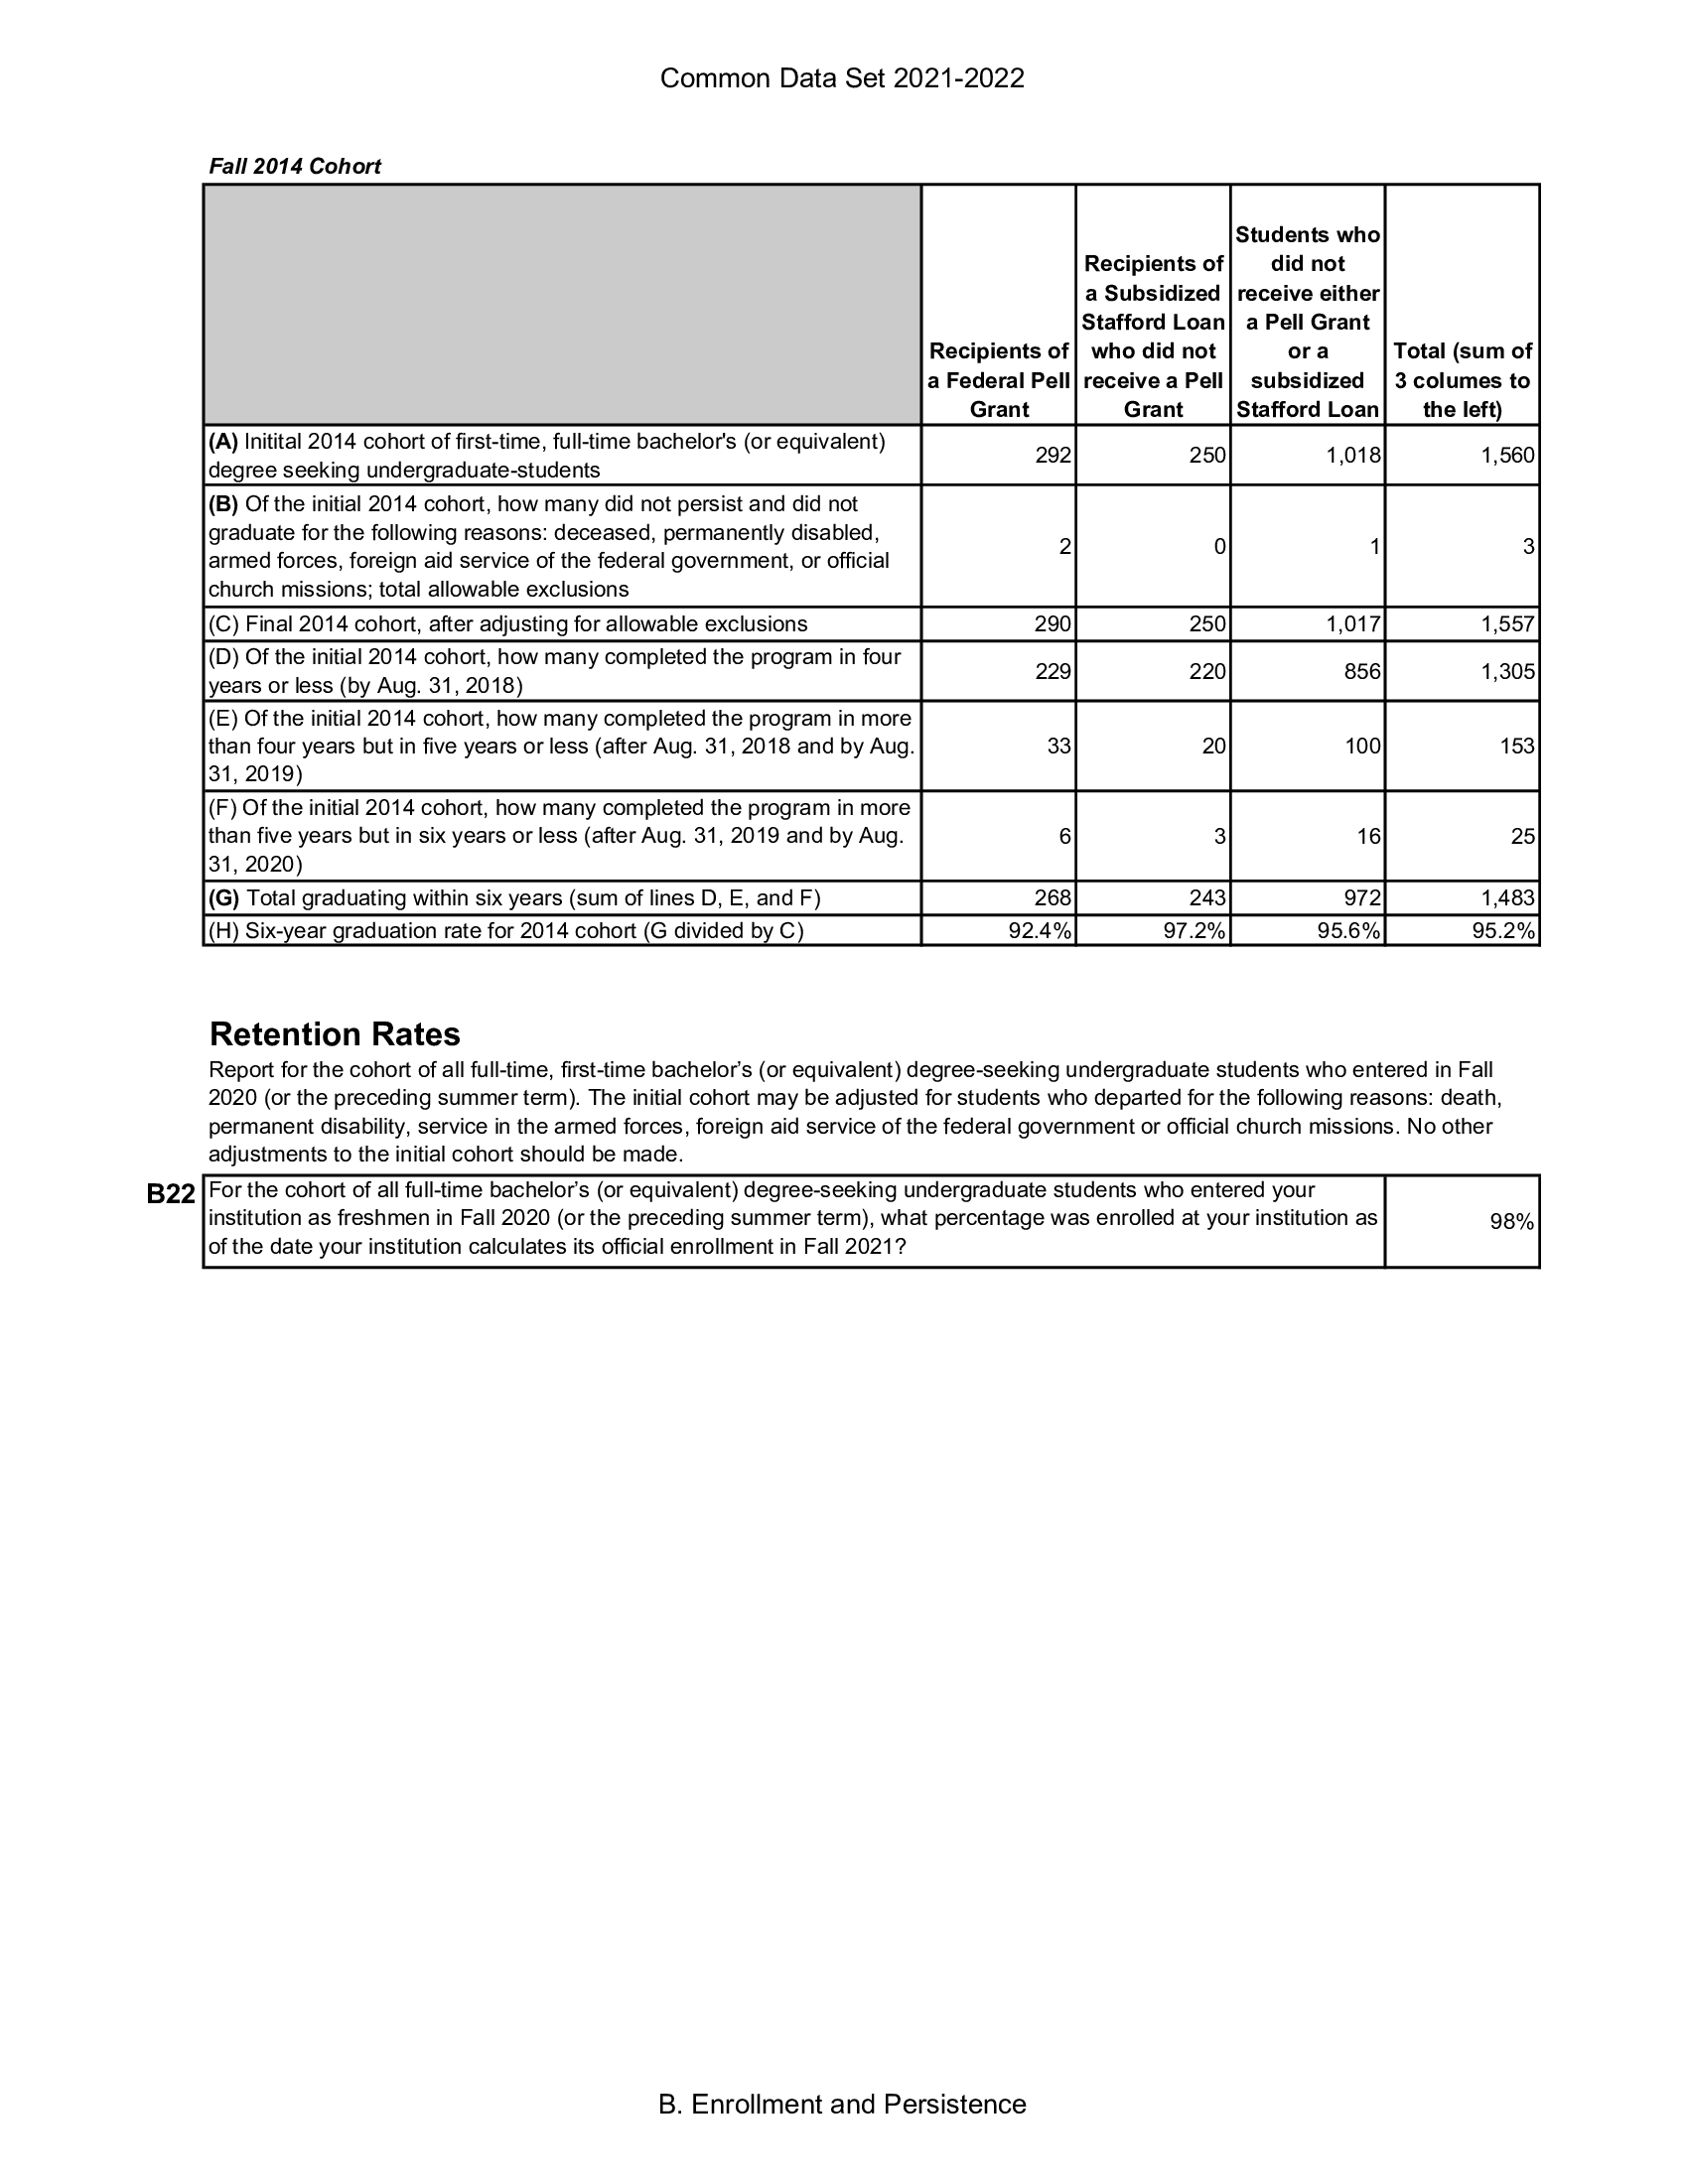 Common Data Set 2021-2022
Fall 2014 Cohort
Recipients of
a Federal Pell
Grant
Recipients of
a Subsidized
Stafford Loan
who did not
receive a Pell
Grant
Students who
did not
receive either
a Pell Grant
or a
subsidized
Stafford Loan
Total (sum of
3 columes to
the left)
(A) Initital 2014 cohort of first-time, full-time bachelor's (or equivalent)
degree seeking undergraduate-students
292 250 1,018 1,560
(B) Of the initial 2014 cohort, how many did not persist and did not
graduate for the following reasons: deceased, permanently disabled,
armed forces, foreign aid service of the federal government, or official
church missions; total allowable exclusions
2 0 1 3
(C) Final 2014 cohort, after adjusting for allowable exclusions 290 250 1,017 1,557
(D) Of the initial 2014 cohort, how many completed the program in four
years or less (by Aug. 31, 2018)
229 220 856 1,305
(E) Of the initial 2014 cohort, how many completed the program in more
than four years but in five years or less (after Aug. 31, 2018 and by Aug.
31, 2019)
33 20 100 153
(F) Of the initial 2014 cohort, how many completed the program in more
than five years but in six years or less (after Aug. 31, 2019 and by Aug.
31, 2020)
6 3 16 25
(G) Total graduating within six years (sum of lines D, E, and F) 268 243 972 1,483
(H) Six-year graduation rate for 2014 cohort (G divided by C) 92.4% 97.2% 95.6% 95.2%
Retention Rates
Report for the cohort of all full-time, first-time bachelor’s (or equivalent) degree-seeking undergraduate students who entered in Fall
2020 (or the preceding summer term). The initial cohort may be adjusted for students who departed for the following reasons: death,
permanent disability, service in the armed forces, foreign aid service of the federal government or official church missions. No other
adjustments to the initial cohort should be made.
B22 For the cohort of all full-time bachelor’s (or equivalent) degree-seeking undergraduate students who entered your
institution as freshmen in Fall 2020 (or the preceding summer term), what percentage was enrolled at your institution as
of the date your institution calculates its official enrollment in Fall 2021?
98%
B. Enrollment and Persistence